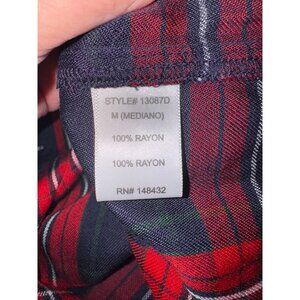 STYLE# 13087D
M (MEDIANO)
100% RAYON
100% RAYON
RN# 148432